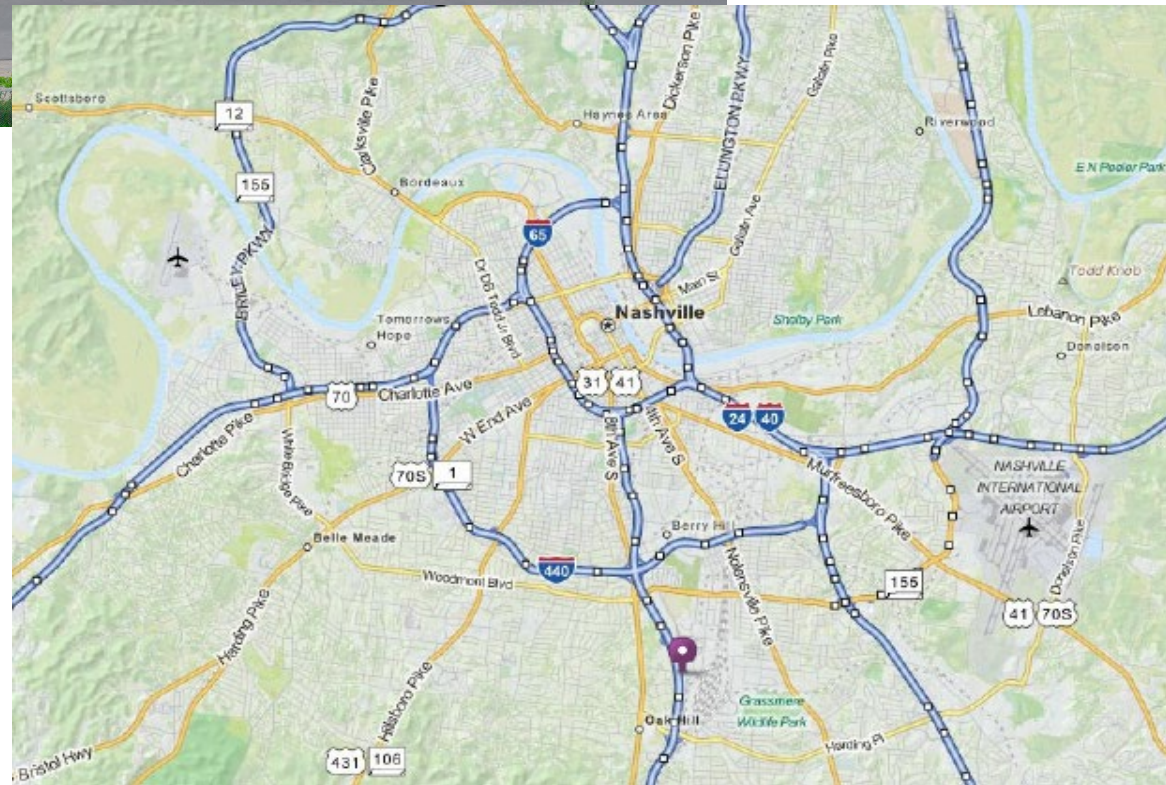 Scottsboro
12
Clarksville Pike
Haynes Area
Dickerson Pike
Gallatin Pike
ELLINGTON PKWY
Riverwood
E N Peeler Park
155
Bordeaux
BRILEY PKWY
65
Gallatin Ave
Dr DB Todd Jr Blvd
Main St
Todd Knob
Tomorrows
Hope
Nashville
Shelby Park
Lebanon Pike
Donelson
70
Charlotte Ave
31
41
W End Ave
8th Ave S
4th Ave S
24
40
Charlotte Pike
White Bridge Pike
70S
1
Murfreesboro Pike
NASHVILLE
INTERNATIONAL
AIRPORT
Belle Meade
Berry Hill
Woodmont Blvd
440
Nolensville Pike
155
Donelson Pike
41
70S
Harding Pike
Hillsboro Pike
Grassmere
Wildlife Park
Oak Hill
Harding Pl
Bristol Hwy
431
106